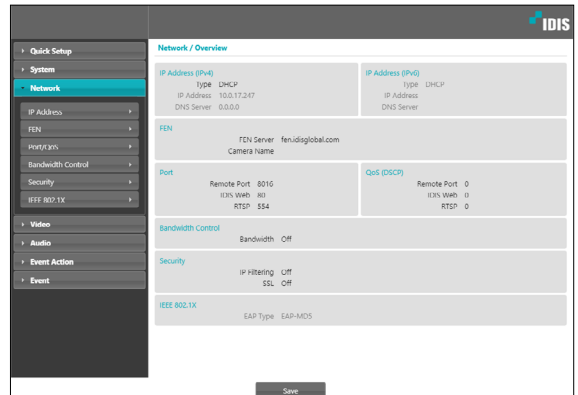 IDIS
Quick Setup
System
Network
IP Address
FEN
Port/QoS
Bandwidth Control
Security
IEEE 802.1X
Video
Audio
Event Action
Event
Network / Overview
IP Address (IPv4)
Type DHCP
IP Address 10.0.17.247
DNS Server 0.0.0.0
IP Address (IPv6)
Type DHCP
IP Address
DNS Server
FEN
FEN Server fen.idisglobal.com
Camera Name
Port
Remote Port 8016
IDIS Web 80
RTSP 554
QoS (DSCP)
Remote Port 0
IDIS Web 0
RTSP 0
Bandwidth Control
Bandwidth Off
Security
IP Filtering Off
SSL Off
IEEE 802.1X
EAP Type EAP-MD5
Save